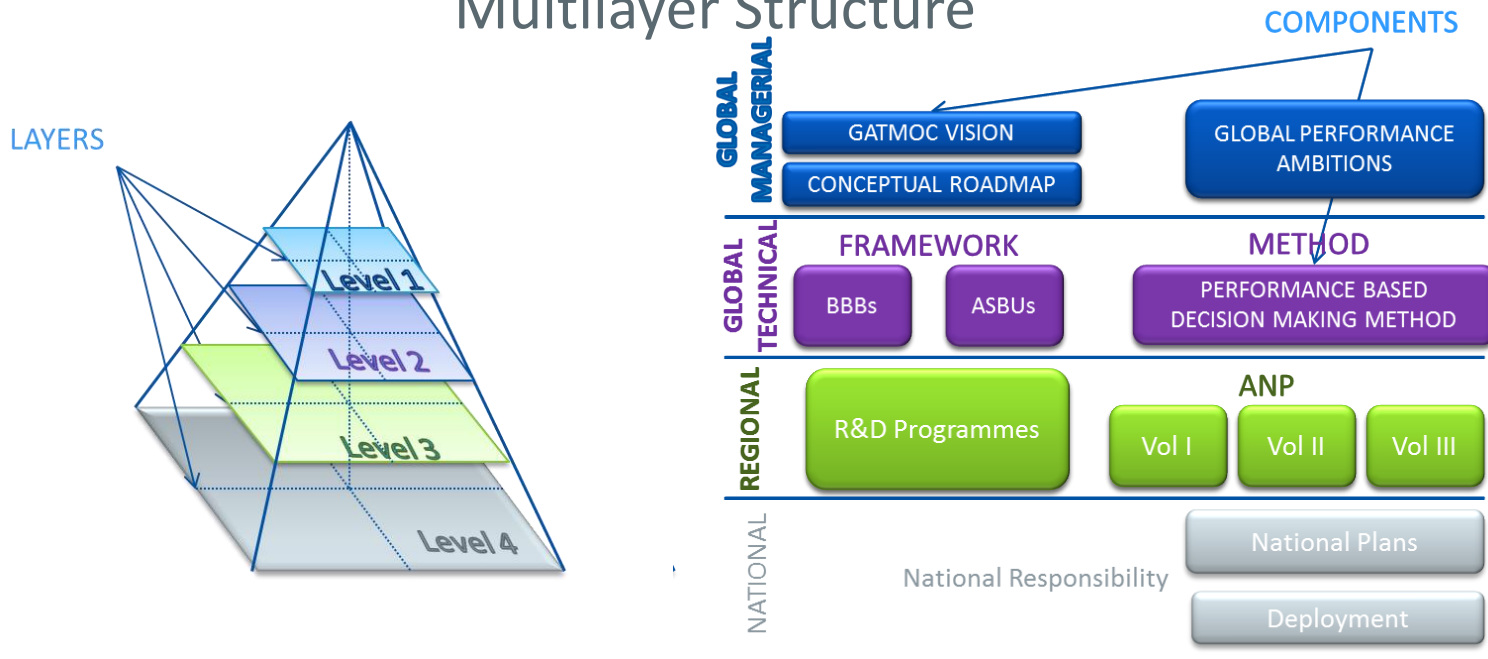 Multilayer Structure
LAYERS
Level 1
Level 2
Level 3
Level 4
COMPONENTS
GLOBAL
MANAGERIAL
GATMOC VISION
CONCEPTUAL ROADMAP
GLOBAL PERFORMANCE
AMBITIONS
GLOBAL
TECHNICAL
FRAMEWORK
BBBs
ASBUs
METHOD
PERFORMANCE BASED
DECISION MAKING METHOD
REGIONAL
R&D Programmes
ANP
Vol I
Vol II
Vol III
NATIONAL
National Responsibility
National Plans
Deployment